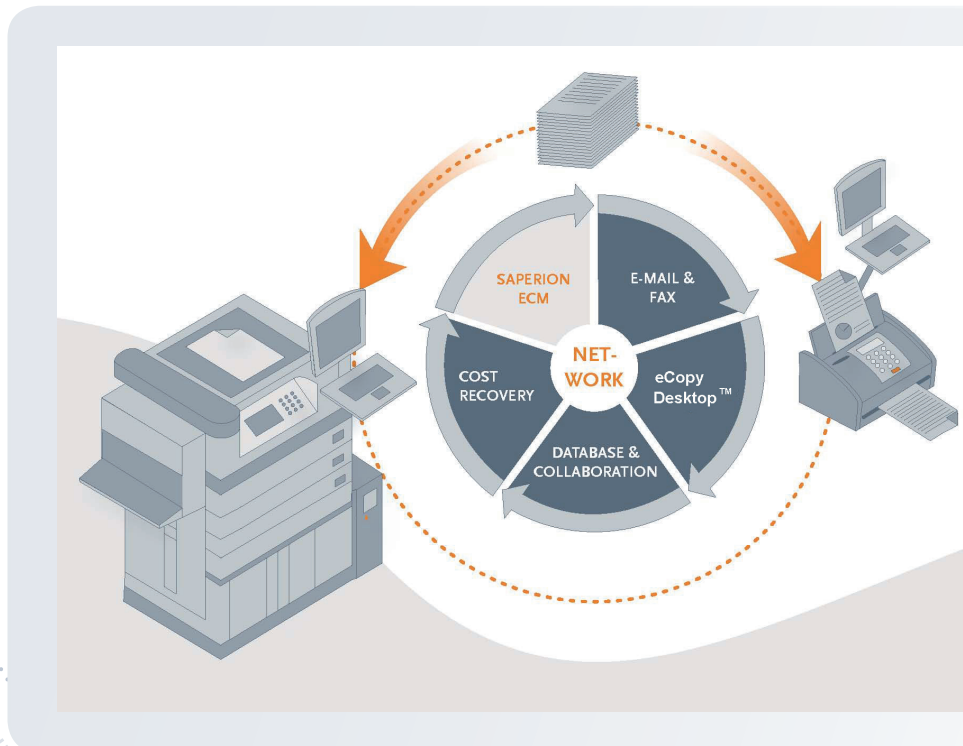 SAPERION
ECM
E-MAIL &
FAX
NET-
WORK
COST
RECOVERY
eCopy
Desktop™
DATABASE &
COLLABORATION